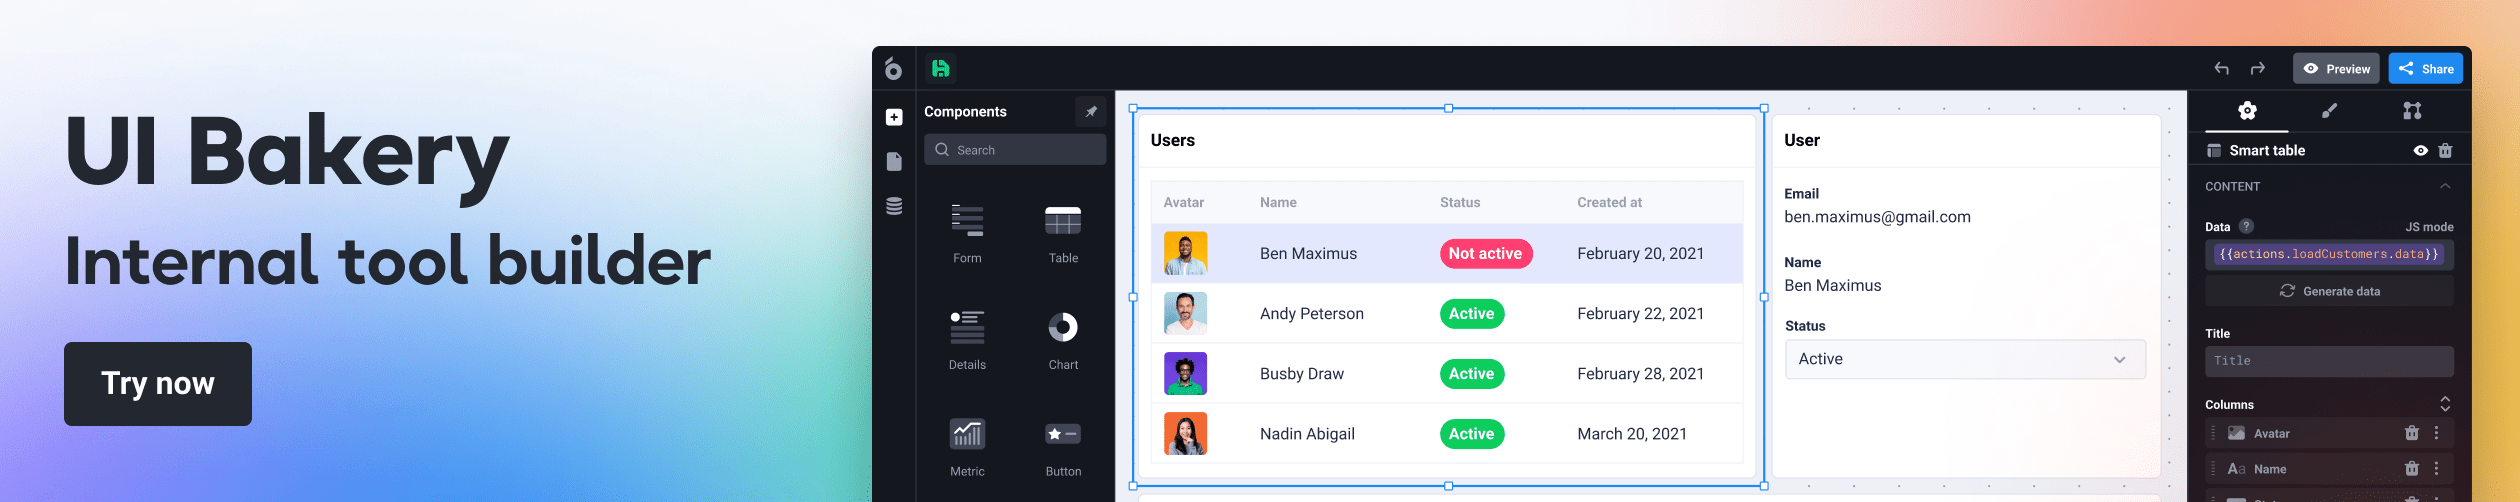 UI Bakery
Internal tool builder
Try now
Preview
Share
Components
Search
Form
Table
Details
Chart
Metric
Button
Users
Avatar Name Status Created at
Ben Maximus Not active February 20, 2021
Andy Peterson Active February 22, 2021
Busby Draw Active February 28, 2021
Nadin Abigail Active March 20, 2021
User
Email
ben.maximus@gmail.com
Name
Ben Maximus
Status
Active
Smart table
CONTENT
Data ? JS mode
{{actions.loadCustomers.data}}
Generate data
Title
Title
Columns
Avatar
Aa Name